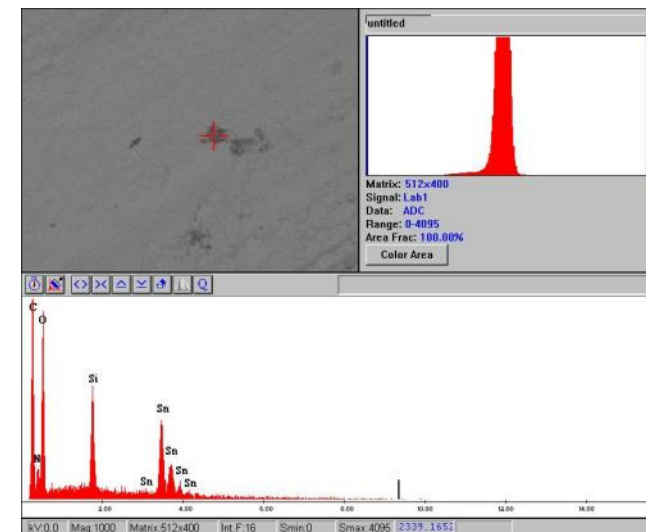 untitled
Matrix: 512x400
Signal: Lab1
Data: ADC
Range: 0-4095
Area Frac: 100.00%
Color Area
Q
C
O
Si
Sn
Sn
N
Sn
Sn
Sn
2.00 4.00 6.00 8.00 10.00 12.00 14.00
kV:0.0 Mag:1000 Matrix:512x400 Int.F:16 Smin:0 Smax:4095 2339.1652